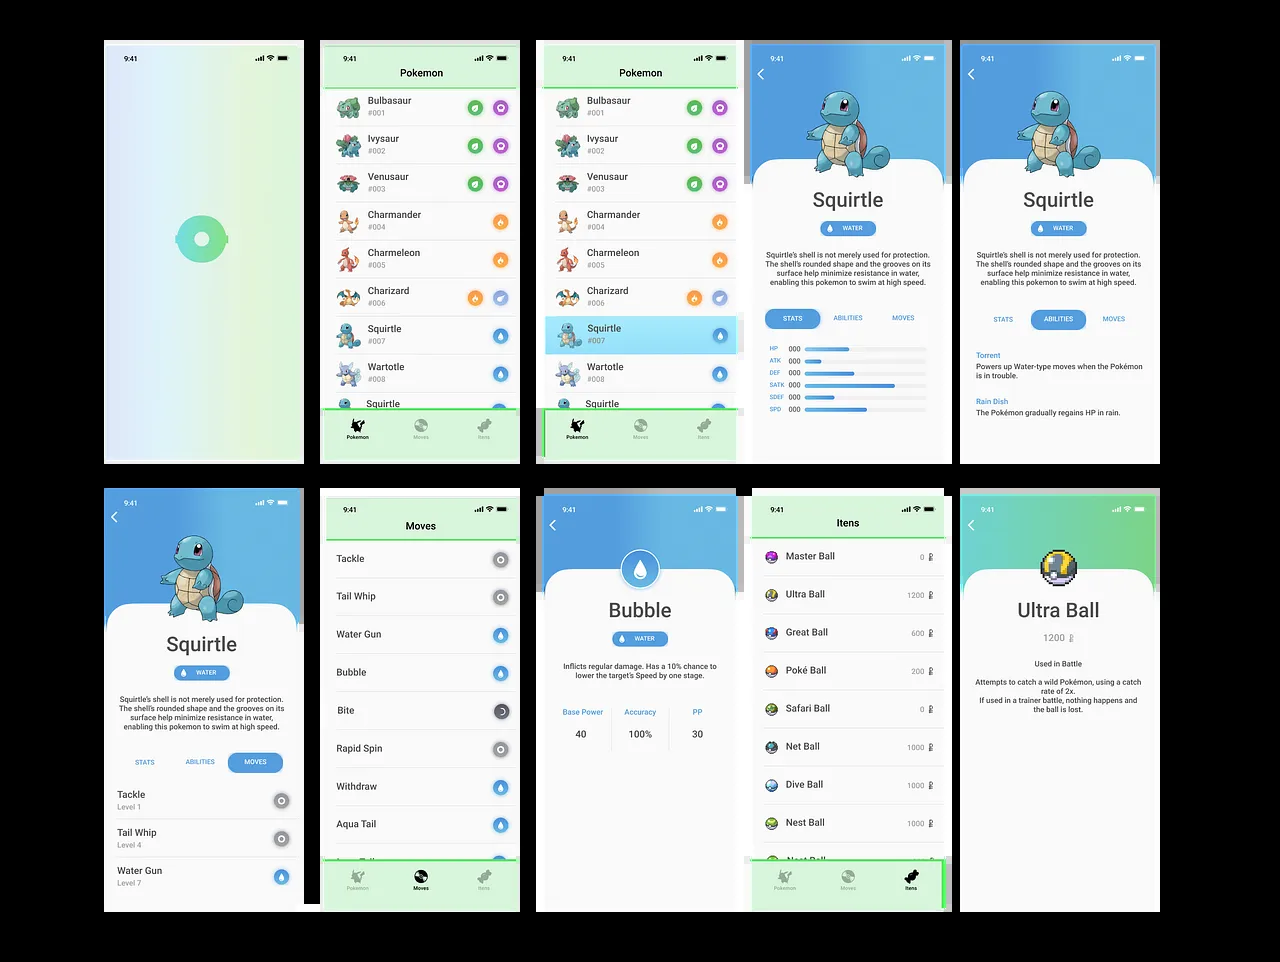 9:41
9:41
Pokemon
Bulbasaur
#001
Ivysaur
#002
Venusaur
#003
Charmander
#004
Charmeleon
#005
Charizard
#006
Squirtle
#007
Wartotle
#008
Squirtle
Pokemon
Moves
Itens
9:41
Pokemon
Bulbasaur
#001
Ivysaur
#002
Venusaur
#003
Charmander
#004
Charmeleon
#005
Charizard
#006
Squirtle
#007
Wartotle
#008
Squirtle
Pokemon
Moves
Itens
9:41
Squirtle
WATER
Squirtle's shell is not merely used for protection.
The shell's rounded shape and the grooves on its
surface help minimize resistance in water,
enabling this pokemon to swim at high speed.
STATS ABILITIES MOVES
HP 000
ATK 000
DEF 000
SATK 000
SDEF 000
SPD 000
9:41
Squirtle
WATER
Squirtle's shell is not merely used for protection.
The shell's rounded shape and the grooves on its
surface help minimize resistance in water,
enabling this pokemon to swim at high speed.
STATS ABILITIES MOVES
Torrent
Powers up Water-type moves when the Pokémon
is in trouble.
Rain Dish
The Pokémon gradually regains HP in rain.
9:41
Squirtle
WATER
Squirtle's shell is not merely used for protection.
The shell's rounded shape and the grooves on its
surface help minimize resistance in water,
enabling this pokemon to swim at high speed.
STATS ABILITIES MOVES
Tackle
Level 1
Tail Whip
Level 4
Water Gun
Level 7
9:41
Moves
Tackle
Tail Whip
Water Gun
Bubble
Bite
Rapid Spin
Withdraw
Aqua Tail
Aqua Tail
Pokemon
Moves
Itens
9:41
Bubble
WATER
Inflicts regular damage. Has a 10% chance to
lower the target's Speed by one stage.
Base Power Accuracy PP
40 100% 30
9:41
Itens
Master Ball 0
Ultra Ball 1200
Great Ball 600
Poké Ball 200
Safari Ball 0
Net Ball 1000
Dive Ball 1000
Nest Ball 1000
Nest Ball
Pokemon
Moves
Itens
9:41
Ultra Ball
1200
Used in Battle
Attempts to catch a wild Pokémon, using a catch
rate of 2x.
If used in a trainer battle, nothing happens and
the ball is lost.